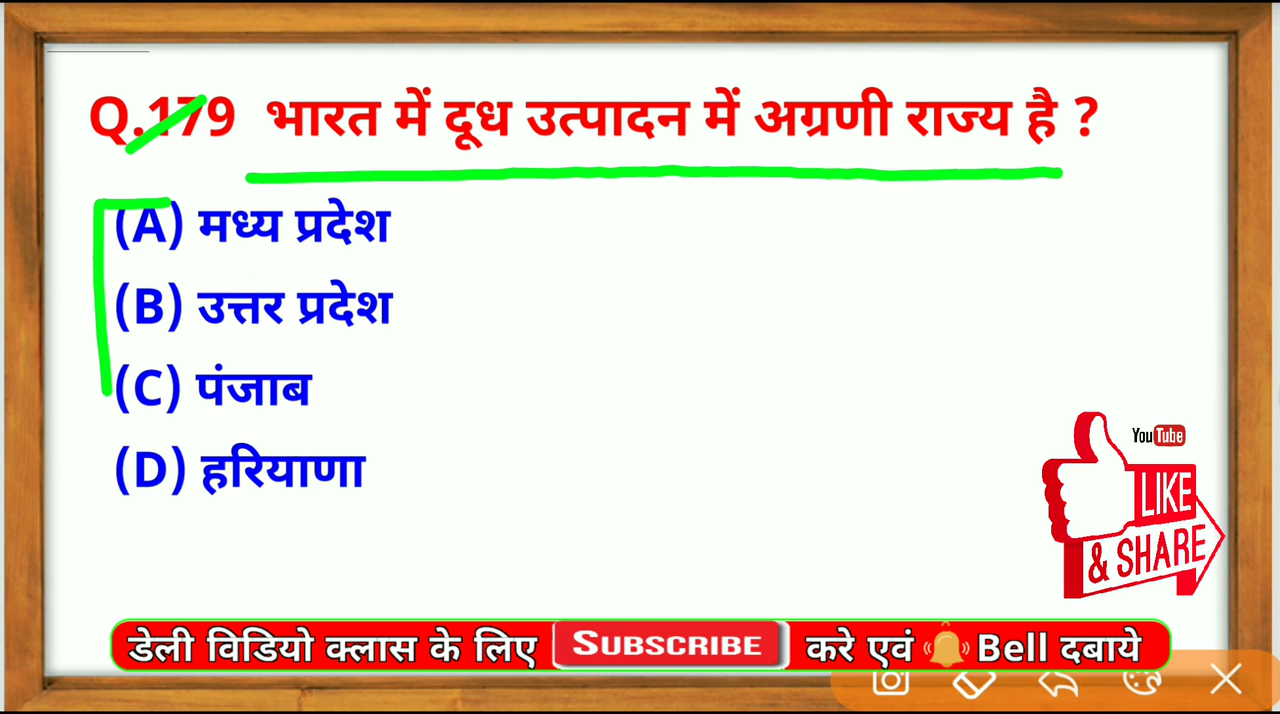 Q.179 भारत में दूध उत्पादन में अग्रणी राज्य है ?
(A) मध्य प्रदेश
(B) उत्तर प्रदेश
(C) पंजाब
(D) हरियाणा
YouTube
LIKE
& SHARE
डेली विडियो क्लास के लिए SUBSCRIBE करे एवं Bell दबाये